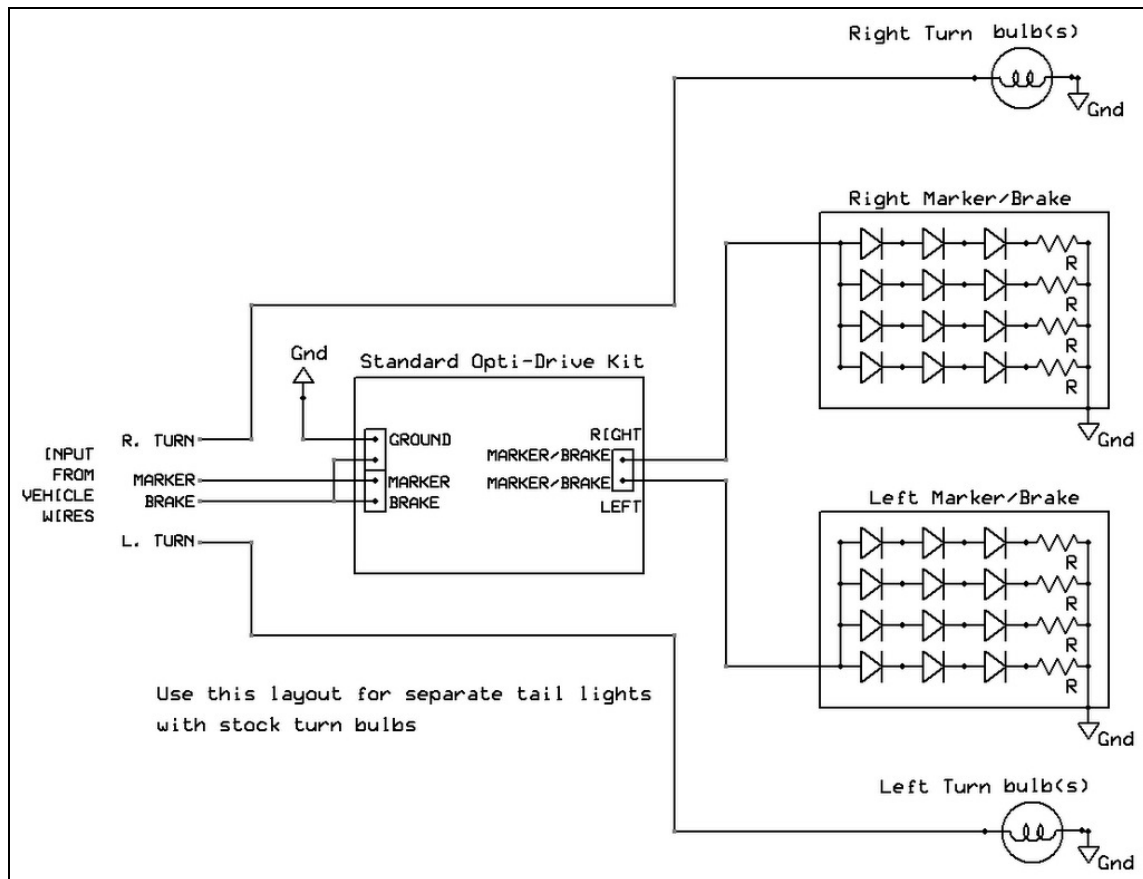 Right Turn bulb(s)
Gnd
Right Marker/Brake
R
R
R
R
Gnd
Gnd
Standard Opti-Drive Kit
INPUT
FROM
VEHICLE
WIRES
R. TURN
MARKER
BRAKE
L. TURN
GROUND
MARKER
BRAKE
RIGHT
MARKER/BRAKE
MARKER/BRAKE
LEFT
Left Marker/Brake
R
R
R
R
Gnd
Use this layout for separate tail lights
with stock turn bulbs
Left Turn bulb(s)
Gnd